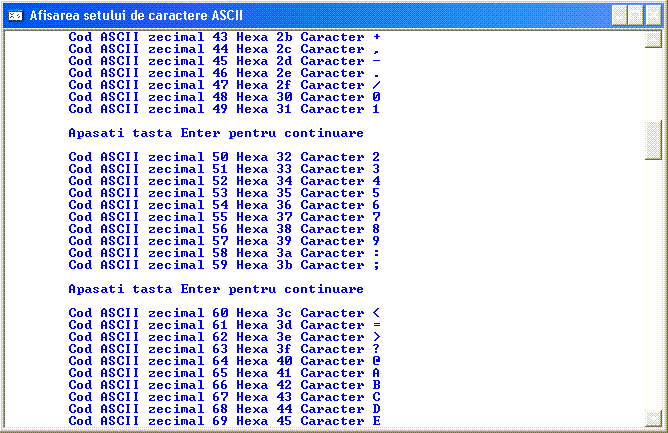 Afisarea setului de caractere ASCII
Cod ASCII zecimal 43 Hexa 2b Caracter +
Cod ASCII zecimal 44 Hexa 2c Caracter ,
Cod ASCII zecimal 45 Hexa 2d Caracter -
Cod ASCII zecimal 46 Hexa 2e Caracter .
Cod ASCII zecimal 47 Hexa 2f Caracter /
Cod ASCII zecimal 48 Hexa 30 Caracter 0
Cod ASCII zecimal 49 Hexa 31 Caracter 1
Apasati tasta Enter pentru continuare
Cod ASCII zecimal 50 Hexa 32 Caracter 2
Cod ASCII zecimal 51 Hexa 33 Caracter 3
Cod ASCII zecimal 52 Hexa 34 Caracter 4
Cod ASCII zecimal 53 Hexa 35 Caracter 5
Cod ASCII zecimal 54 Hexa 36 Caracter 6
Cod ASCII zecimal 55 Hexa 37 Caracter 7
Cod ASCII zecimal 56 Hexa 38 Caracter 8
Cod ASCII zecimal 57 Hexa 39 Caracter 9
Cod ASCII zecimal 58 Hexa 3a Caracter :
Cod ASCII zecimal 59 Hexa 3b Caracter ;
Apasati tasta Enter pentru continuare
Cod ASCII zecimal 60 Hexa 3c Caracter <
Cod ASCII zecimal 61 Hexa 3d Caracter =
Cod ASCII zecimal 62 Hexa 3e Caracter >
Cod ASCII zecimal 63 Hexa 3f Caracter ?
Cod ASCII zecimal 64 Hexa 40 Caracter @
Cod ASCII zecimal 65 Hexa 41 Caracter A
Cod ASCII zecimal 66 Hexa 42 Caracter B
Cod ASCII zecimal 67 Hexa 43 Caracter C
Cod ASCII zecimal 68 Hexa 44 Caracter D
Cod ASCII zecimal 69 Hexa 45 Caracter E